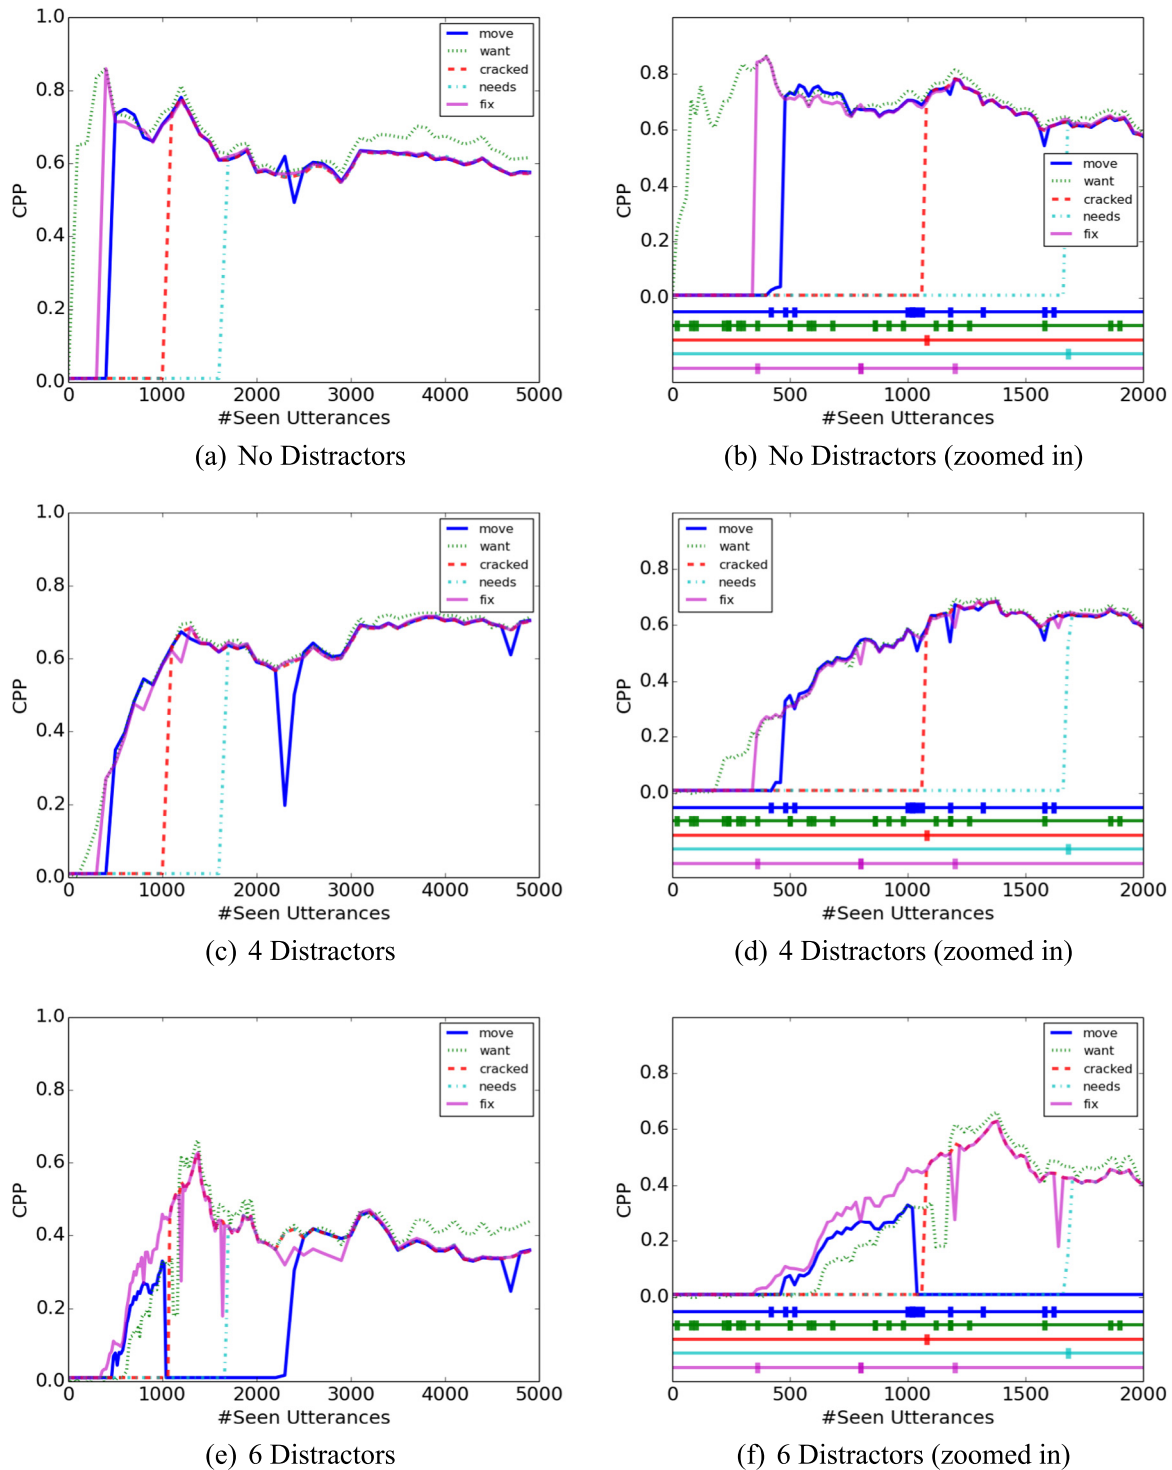 1.0
0.8
0.6
0.4
0.2
0.0
CPP
move
want
cracked
needs
fix
0 1000 2000 3000 4000 5000
#Seen Utterances
(a) No Distractors
0.8
0.6
0.4
0.2
0.0
CPP
move
want
cracked
needs
fix
0 500 1000 1500 2000
#Seen Utterances
(b) No Distractors (zoomed in)
1.0
0.8
0.6
0.4
0.2
0.0
CPP
move
want
cracked
needs
fix
0 1000 2000 3000 4000 5000
#Seen Utterances
(c) 4 Distractors
0.8
0.6
0.4
0.2
0.0
CPP
move
want
cracked
needs
fix
0 500 1000 1500 2000
#Seen Utterances
(d) 4 Distractors (zoomed in)
1.0
0.8
0.6
0.4
0.2
0.0
CPP
move
want
cracked
needs
fix
0 1000 2000 3000 4000 5000
#Seen Utterances
(e) 6 Distractors
0.8
0.6
0.4
0.2
0.0
CPP
move
want
cracked
needs
fix
0 500 1000 1500 2000
#Seen Utterances
(f) 6 Distractors (zoomed in)